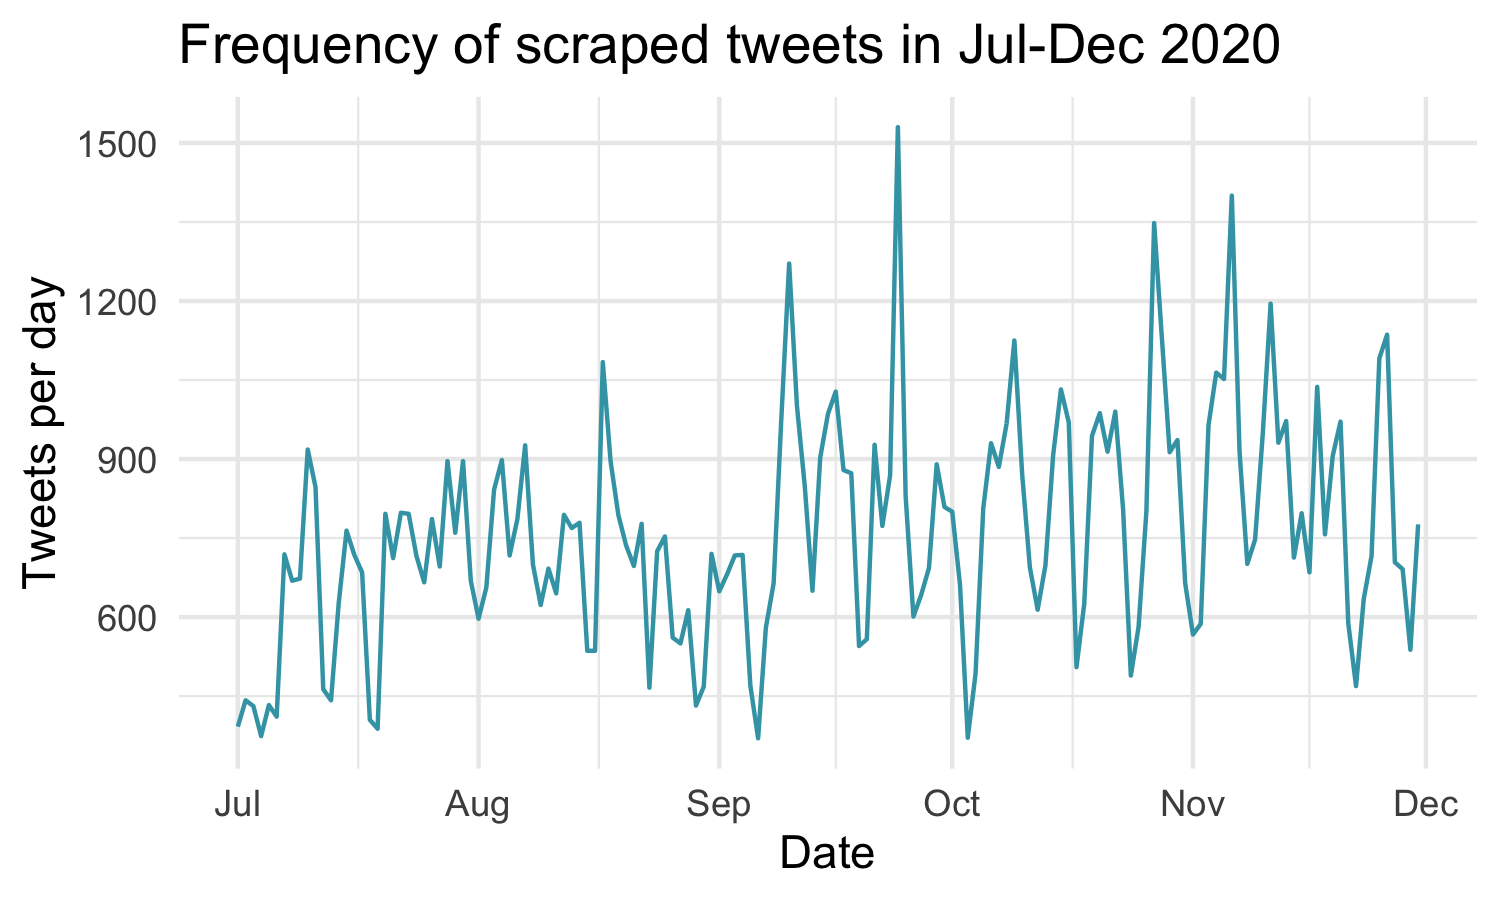 Frequency of scraped tweets in Jul-Dec 2020
Tweets per day
1500
1200
900
600
Jul Aug Sep Oct Nov Dec
Date